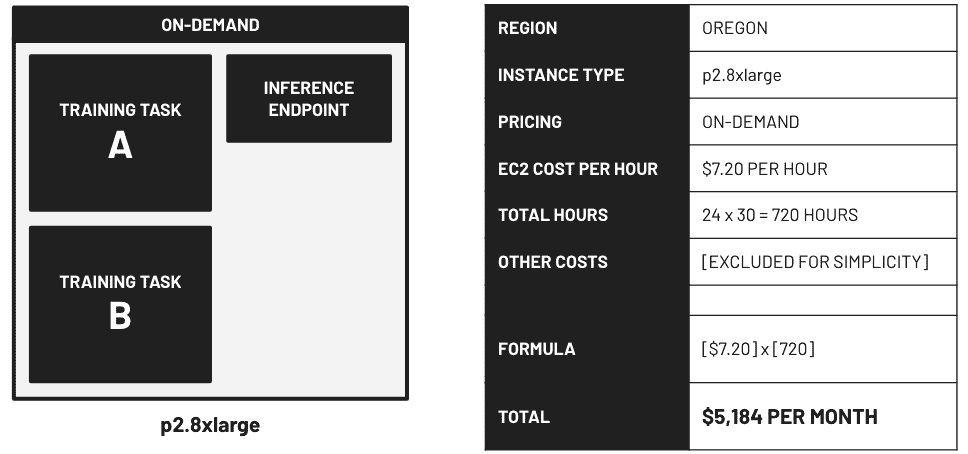 ON-DEMAND
TRAINING TASK
A
INFERENCE
ENDPOINT
TRAINING TASK
B
p2.8xlarge
REGION OREGON
INSTANCE TYPE p2.8xlarge
PRICING ON-DEMAND
EC2 COST PER HOUR $7.20 PER HOUR
TOTAL HOURS 24 x 30 = 720 HOURS
OTHER COSTS [EXCLUDED FOR SIMPLICITY]
FORMULA [$7.20] x [720]
TOTAL $5,184 PER MONTH